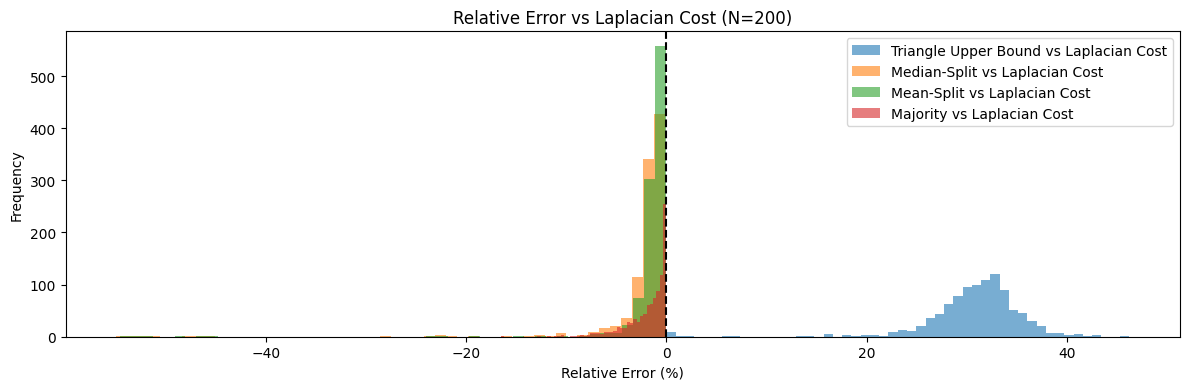 Relative Error vs Laplacian Cost (N=200)
Triangle Upper Bound vs Laplacian Cost
Median-Split vs Laplacian Cost
Mean-Split vs Laplacian Cost
Majority vs Laplacian Cost
Frequency
500
400
300
200
100
0
−40
−20
0
20
40
Relative Error (%)